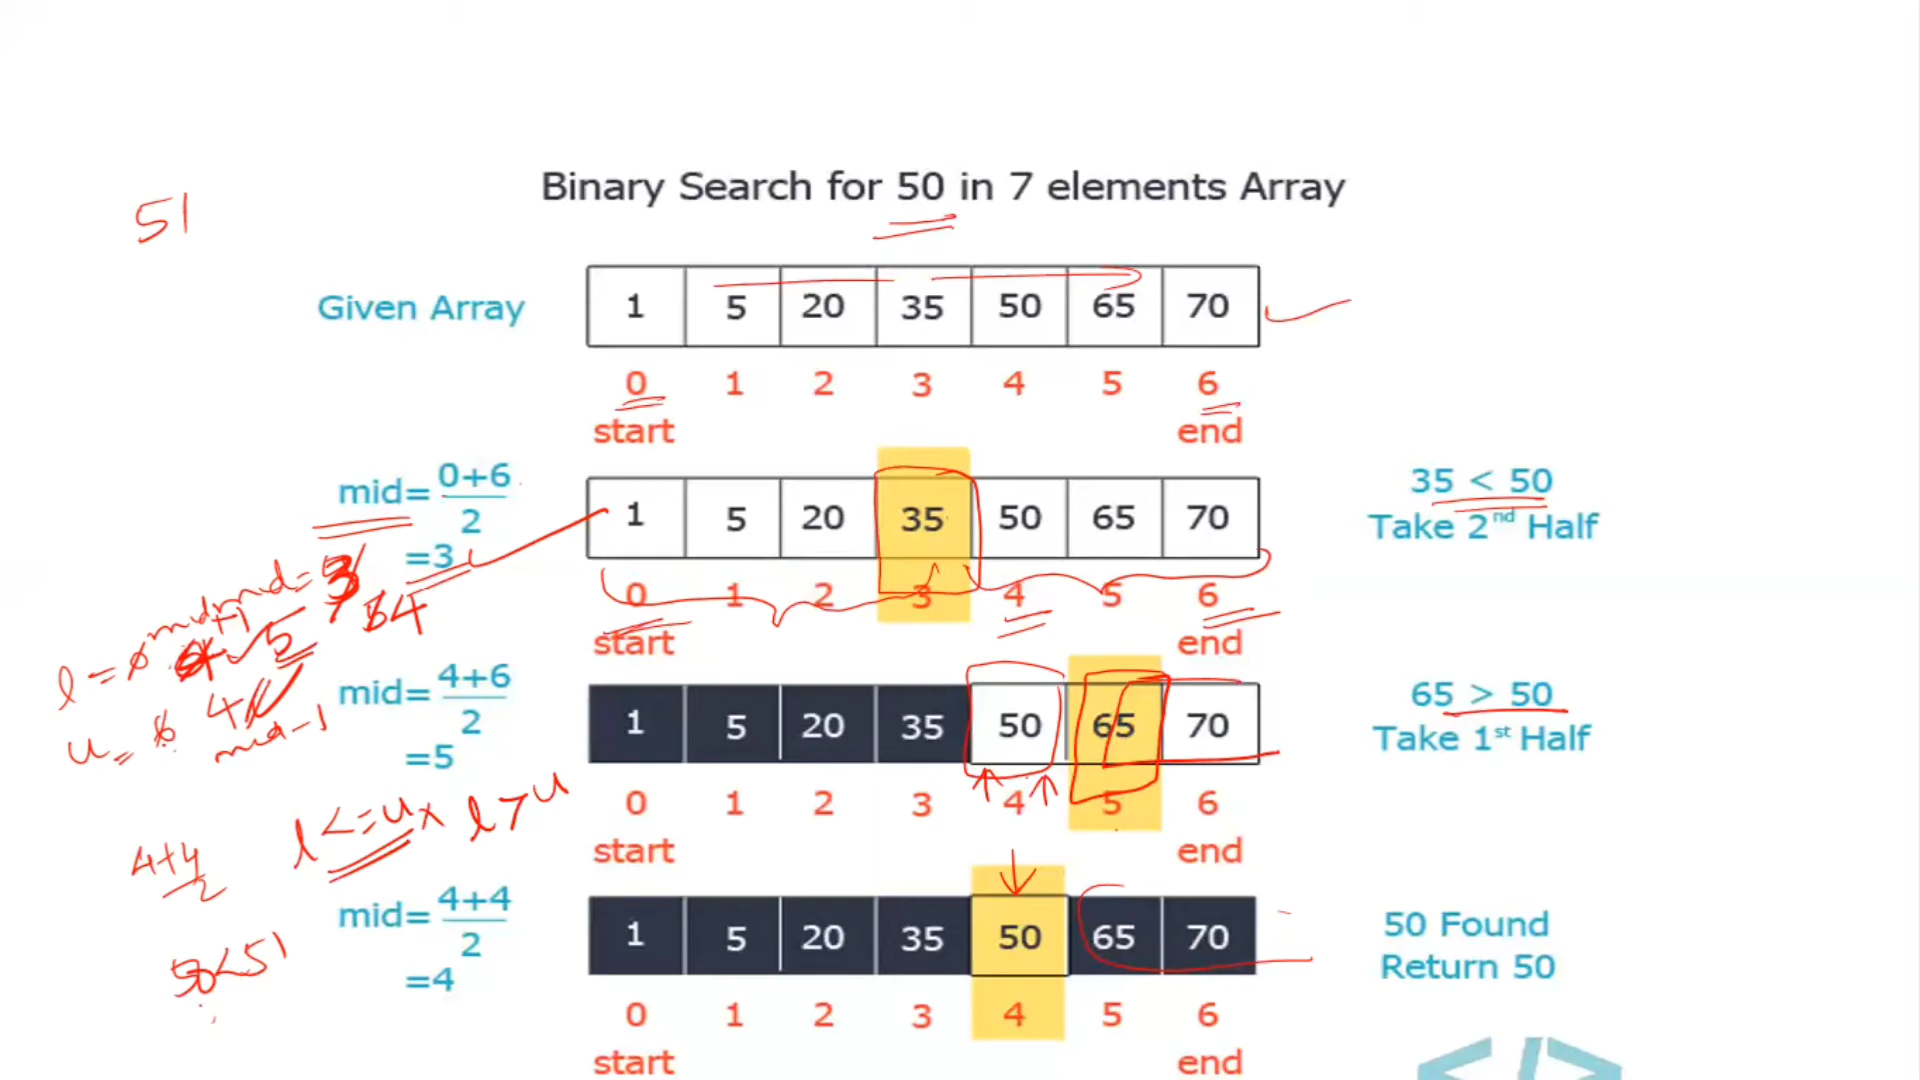 Binary Search for 50 in 7 elements Array
51
Given Array 1 5 20 35 50 65 70
0 1 2 3 4 5 6
start end
mid= 0+6 / 2 =3
1 5 20 35 50 65 70
35 < 50
Take 2nd Half
0 1 2 3 4 5 6
start end
mid+1 mid=
l=
u=
mid-1
mid= 4+6 / 2 =5
1 5 20 35 50 65 70
65 > 50
Take 1st Half
0 1 2 3 4 5 6
start end
l<=u x l>u
4+4 / 2
mid= 4+4 / 2 =4
50<51
1 5 20 35 50 65 70
50 Found
Return 50
0 1 2 3 4 5 6
start end